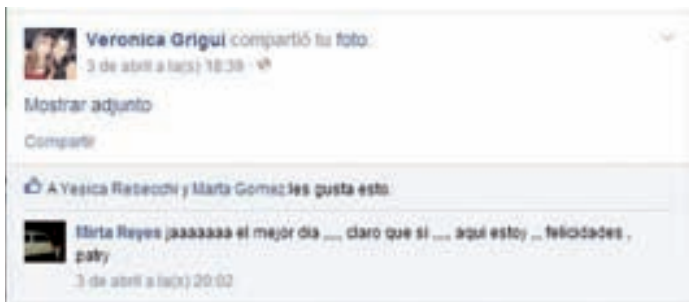 Veronica Grigui compartió tu foto.
3 de abril a la(s) 18:39
Mostrar adjunto
Compartir
A Yesica Rebecchi y Marta Gomez les gusta esto.
Mirta Reyes jaaaaaaa el mejor dia ,,,, claro que si ,,,, aqui estoy ,, felicidades ,
patry
3 de abril a la(s) 20:02